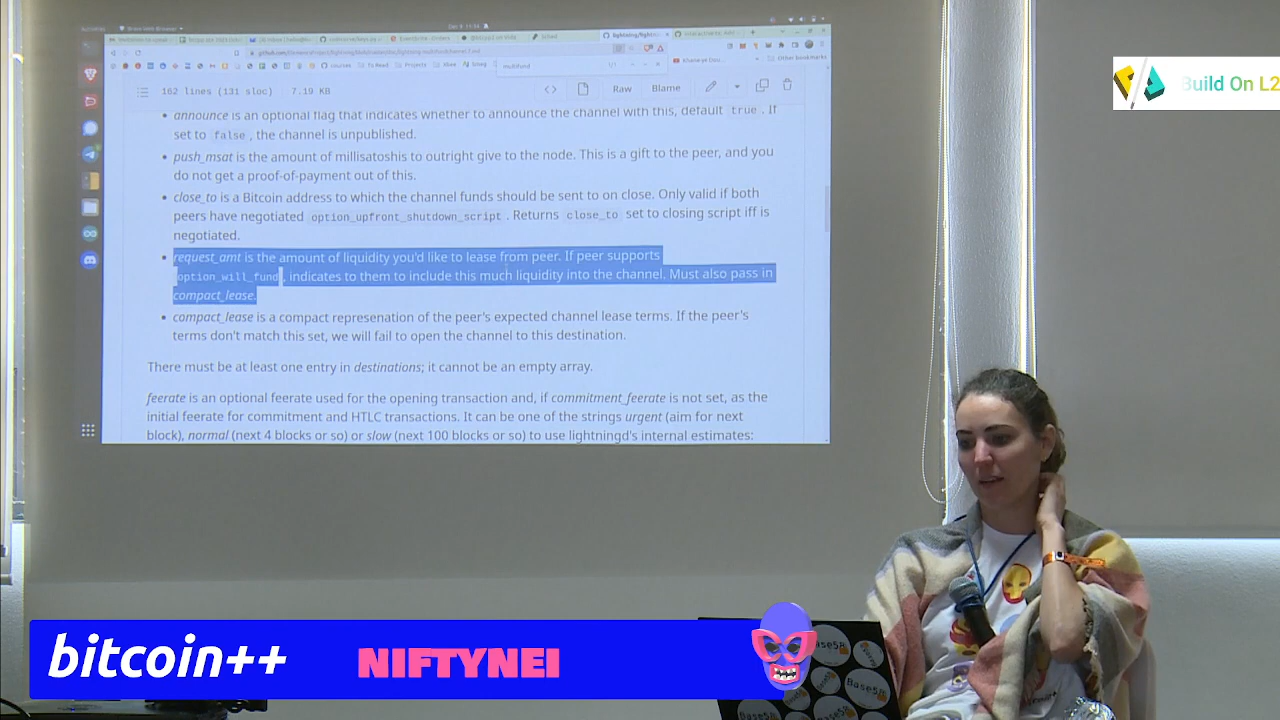 162 lines (131 sloc) 7.19 KB
Raw Blame
multifund
announce is an optional flag that indicates whether to announce the channel with this, default true . If
set to false , the channel is unpublished.
push_msat is the amount of millisatoshis to outright give to the node. This is a gift to the peer, and you
do not get a proof-of-payment out of this.
close_to is a Bitcoin address to which the channel funds should be sent to on close. Only valid if both
peers have negotiated option_upfront_shutdown_script . Returns close_to set to closing script iff is
negotiated.
request_amt is the amount of liquidity you'd like to lease from peer. If peer supports
option_will_fund , indicates to them to include this much liquidity into the channel. Must also pass in
compact_lease.
compact_lease is a compact represenation of the peer's expected channel lease terms. If the peer's
terms don't match this set, we will fail to open the channel to this destination.
There must be at least one entry in destinations; it cannot be an empty array.
feerate is an optional feerate used for the opening transaction and, if commitment_feerate is not set, as the
initial feerate for commitment and HTLC transactions. It can be one of the strings urgent (aim for next
block), normal (next 4 blocks or so) or slow (next 100 blocks or so) to use lightningd's internal estimates:
Build On L2
bitcoin++
NIFTYNEI
Base58
Base58